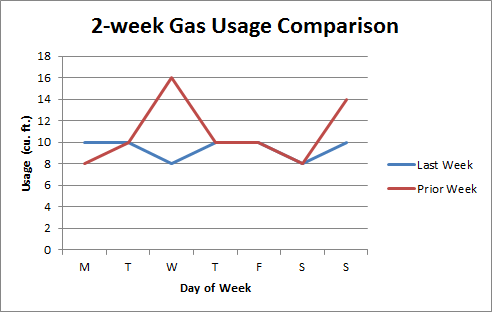 2-week Gas Usage Comparison
18
16
14
12
10
8
6
4
2
0
Usage (cu. ft.)
M T W T F S S
Day of Week
Last Week
Prior Week